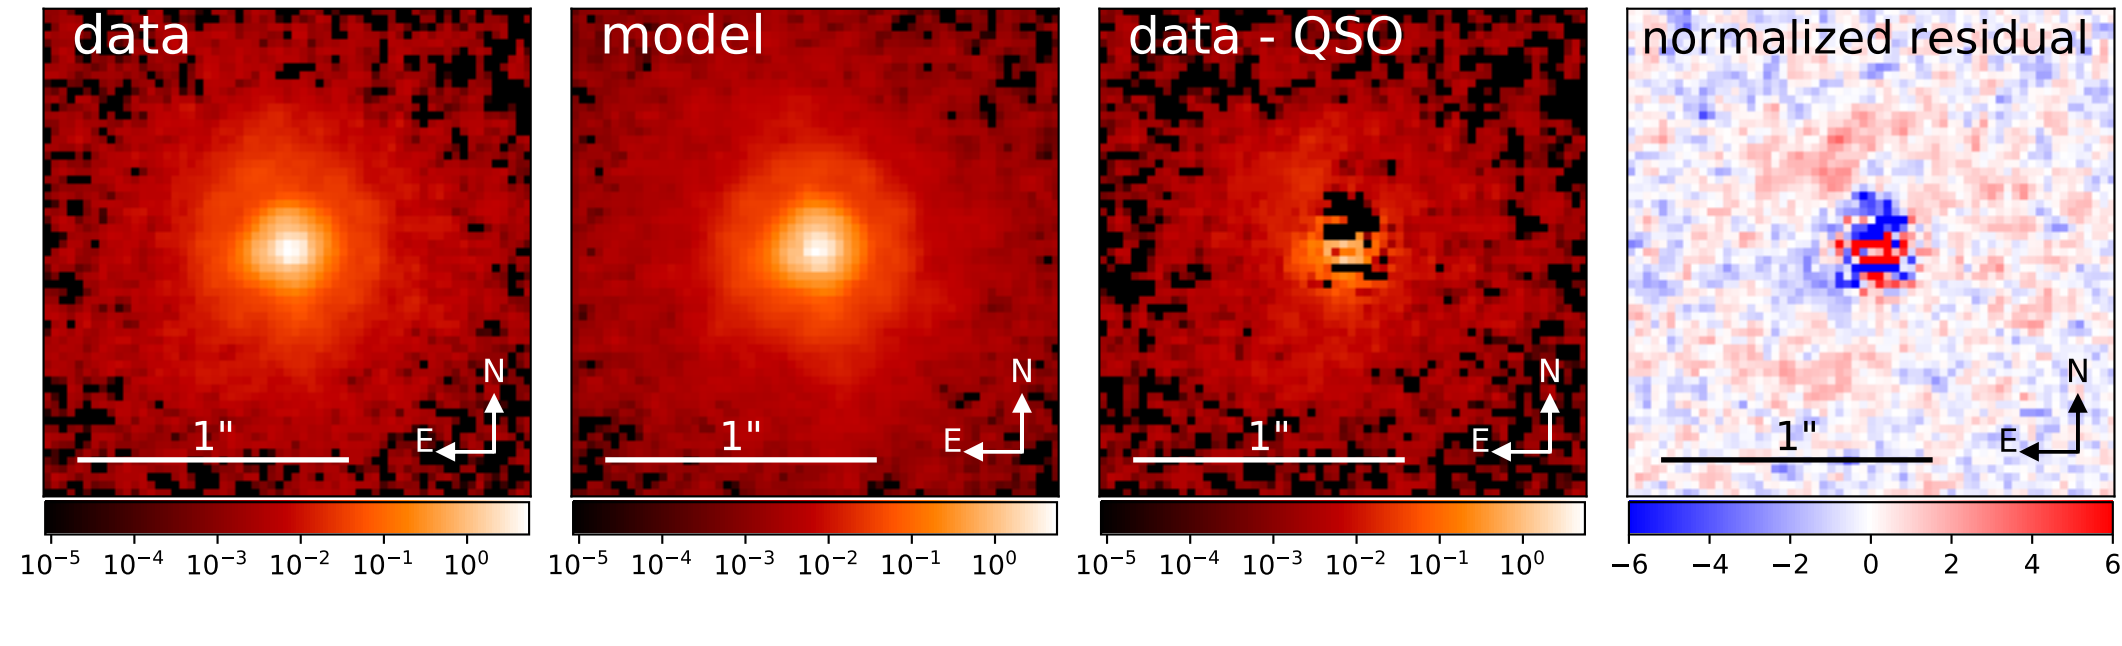 data
model
data - QSO
normalized residual
N
N
N
N
1"
E
1"
E
1"
E
1"
E
10⁻⁵ 10⁻⁴ 10⁻³ 10⁻² 10⁻¹ 10⁰
10⁻⁵ 10⁻⁴ 10⁻³ 10⁻² 10⁻¹ 10⁰
10⁻⁵ 10⁻⁴ 10⁻³ 10⁻² 10⁻¹ 10⁰
−6 −4 −2 0 2 4 6